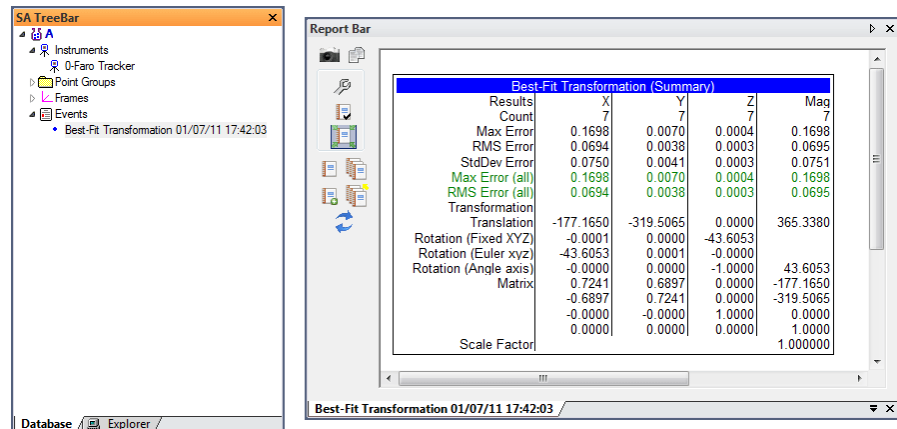 SA TreeBar
A
Instruments
0-Faro Tracker
Point Groups
Frames
Events
Best-Fit Transformation 01/07/11 17:42:03
Database Explorer
Report Bar
Best-Fit Transformation (Summary)
Results X Y Z Mag
Count 7 7 7 7
Max Error 0.1698 0.0070 0.0004 0.1698
RMS Error 0.0694 0.0038 0.0003 0.0695
StdDev Error 0.0750 0.0041 0.0003 0.0751
Max Error (all) 0.1698 0.0070 0.0004 0.1698
RMS Error (all) 0.0694 0.0038 0.0003 0.0695
Transformation
Translation -177.1650 -319.5065 0.0000 365.3380
Rotation (Fixed XYZ) -0.0001 0.0000 -43.6053
Rotation (Euler xyz) -43.6053 0.0001 -0.0000
Rotation (Angle axis) -0.0000 0.0000 -1.0000 43.6053
Matrix 0.7241 0.6897 0.0000 -177.1650
-0.6897 0.7241 0.0000 -319.5065
-0.0000 -0.0000 1.0000 0.0000
0.0000 0.0000 0.0000 1.0000
Scale Factor 1.000000
Best-Fit Transformation 01/07/11 17:42:03